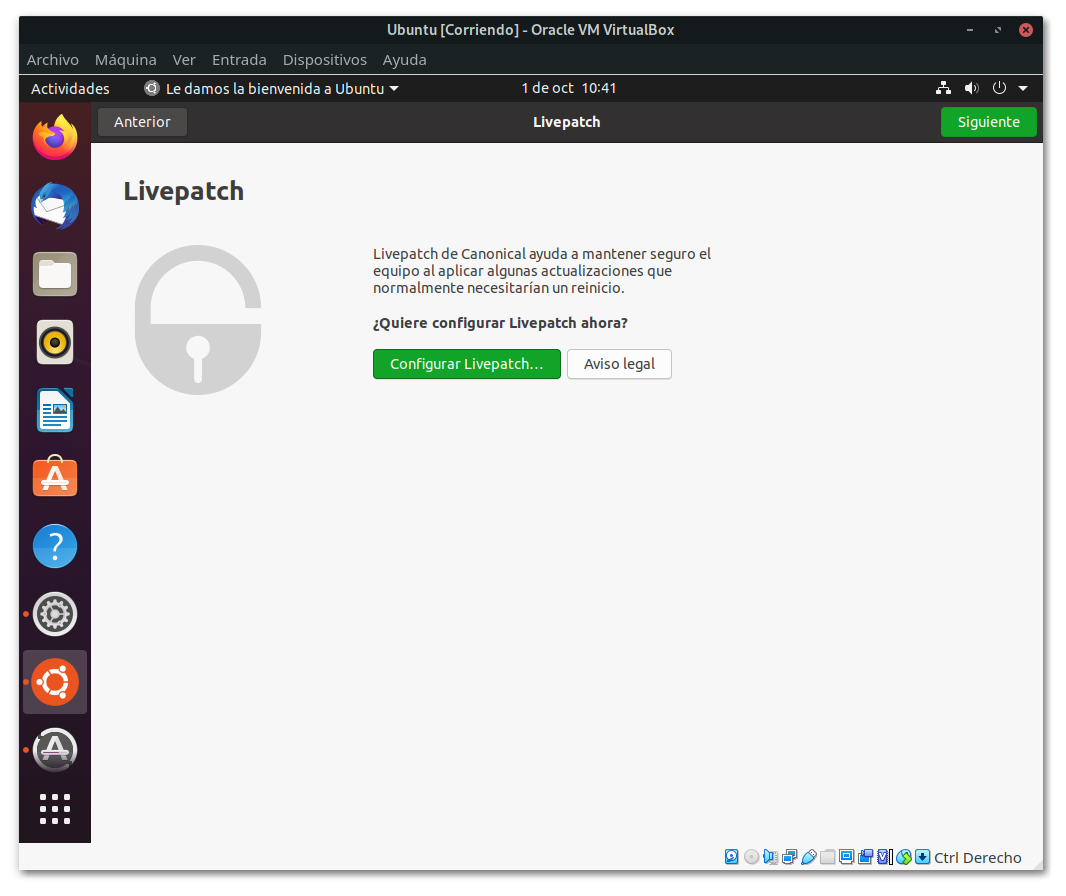 Ubuntu [Corriendo] - Oracle VM VirtualBox
Archivo Máquina Ver Entrada Dispositivos Ayuda
Actividades Le damos la bienvenida a Ubuntu 1 de oct 10:41
Anterior Livepatch Siguiente
Livepatch
Livepatch de Canonical ayuda a mantener seguro el
equipo al aplicar algunas actualizaciones que
normalmente necesitarían un reinicio.
¿Quiere configurar Livepatch ahora?
Configurar Livepatch… Aviso legal
Ctrl Derecho